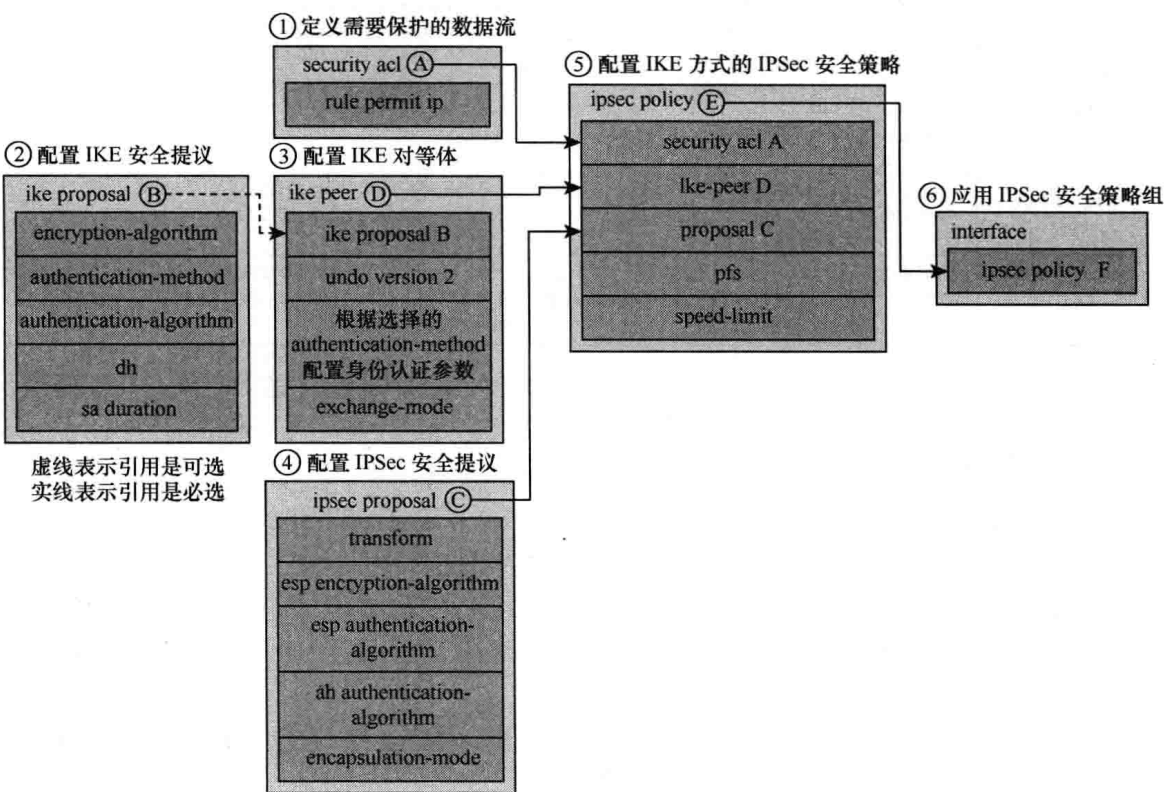 ① 定义需要保护的数据流
security acl Ⓐ
rule permit ip
② 配置 IKE 安全提议
ike proposal Ⓑ
encryption-algorithm
authentication-method
authentication-algorithm
dh
sa duration
虚线表示引用是可选
实线表示引用是必选
③ 配置 IKE 对等体
ike peer Ⓓ
ike proposal B
undo version 2
根据选择的
authentication-method
配置身份认证参数
exchange-mode
④ 配置 IPSec 安全提议
ipsec proposal Ⓒ
transform
esp encryption-algorithm
esp authentication-
algorithm
ah authentication-
algorithm
encapsulation-mode
⑤ 配置 IKE 方式的 IPSec 安全策略
ipsec policy Ⓔ
security acl A
Ike-peer D
proposal C
pfs
speed-limit
⑥ 应用 IPSec 安全策略组
interface
ipsec policy F